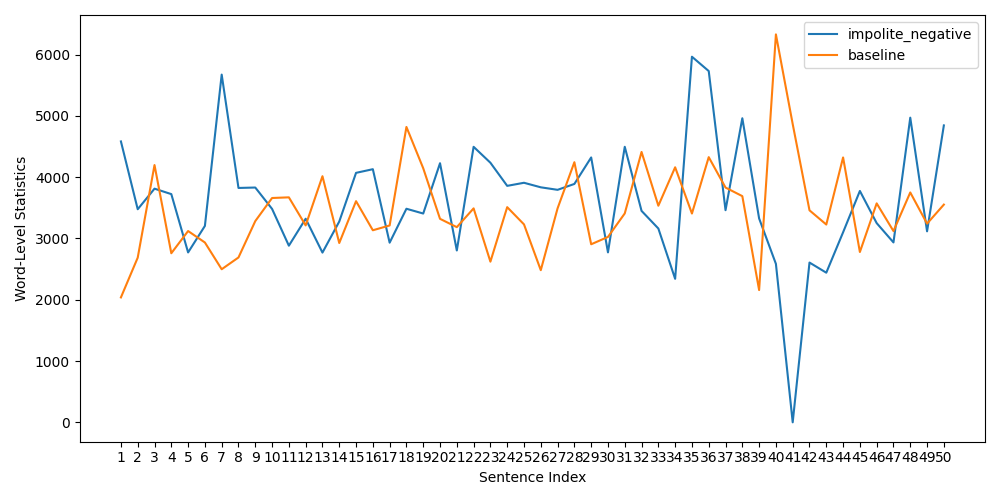 impolite_negative
baseline
6000
5000
4000
3000
2000
1000
0
Word-Level Statistics
1 2 3 4 5 6 7 8 9 10 11 12 13 14 15 16 17 18 19 20 21 22 23 24 25 26 27 28 29 30 31 32 33 34 35 36 37 38 39 40 41 42 43 44 45 46 47 48 49 50
Sentence Index